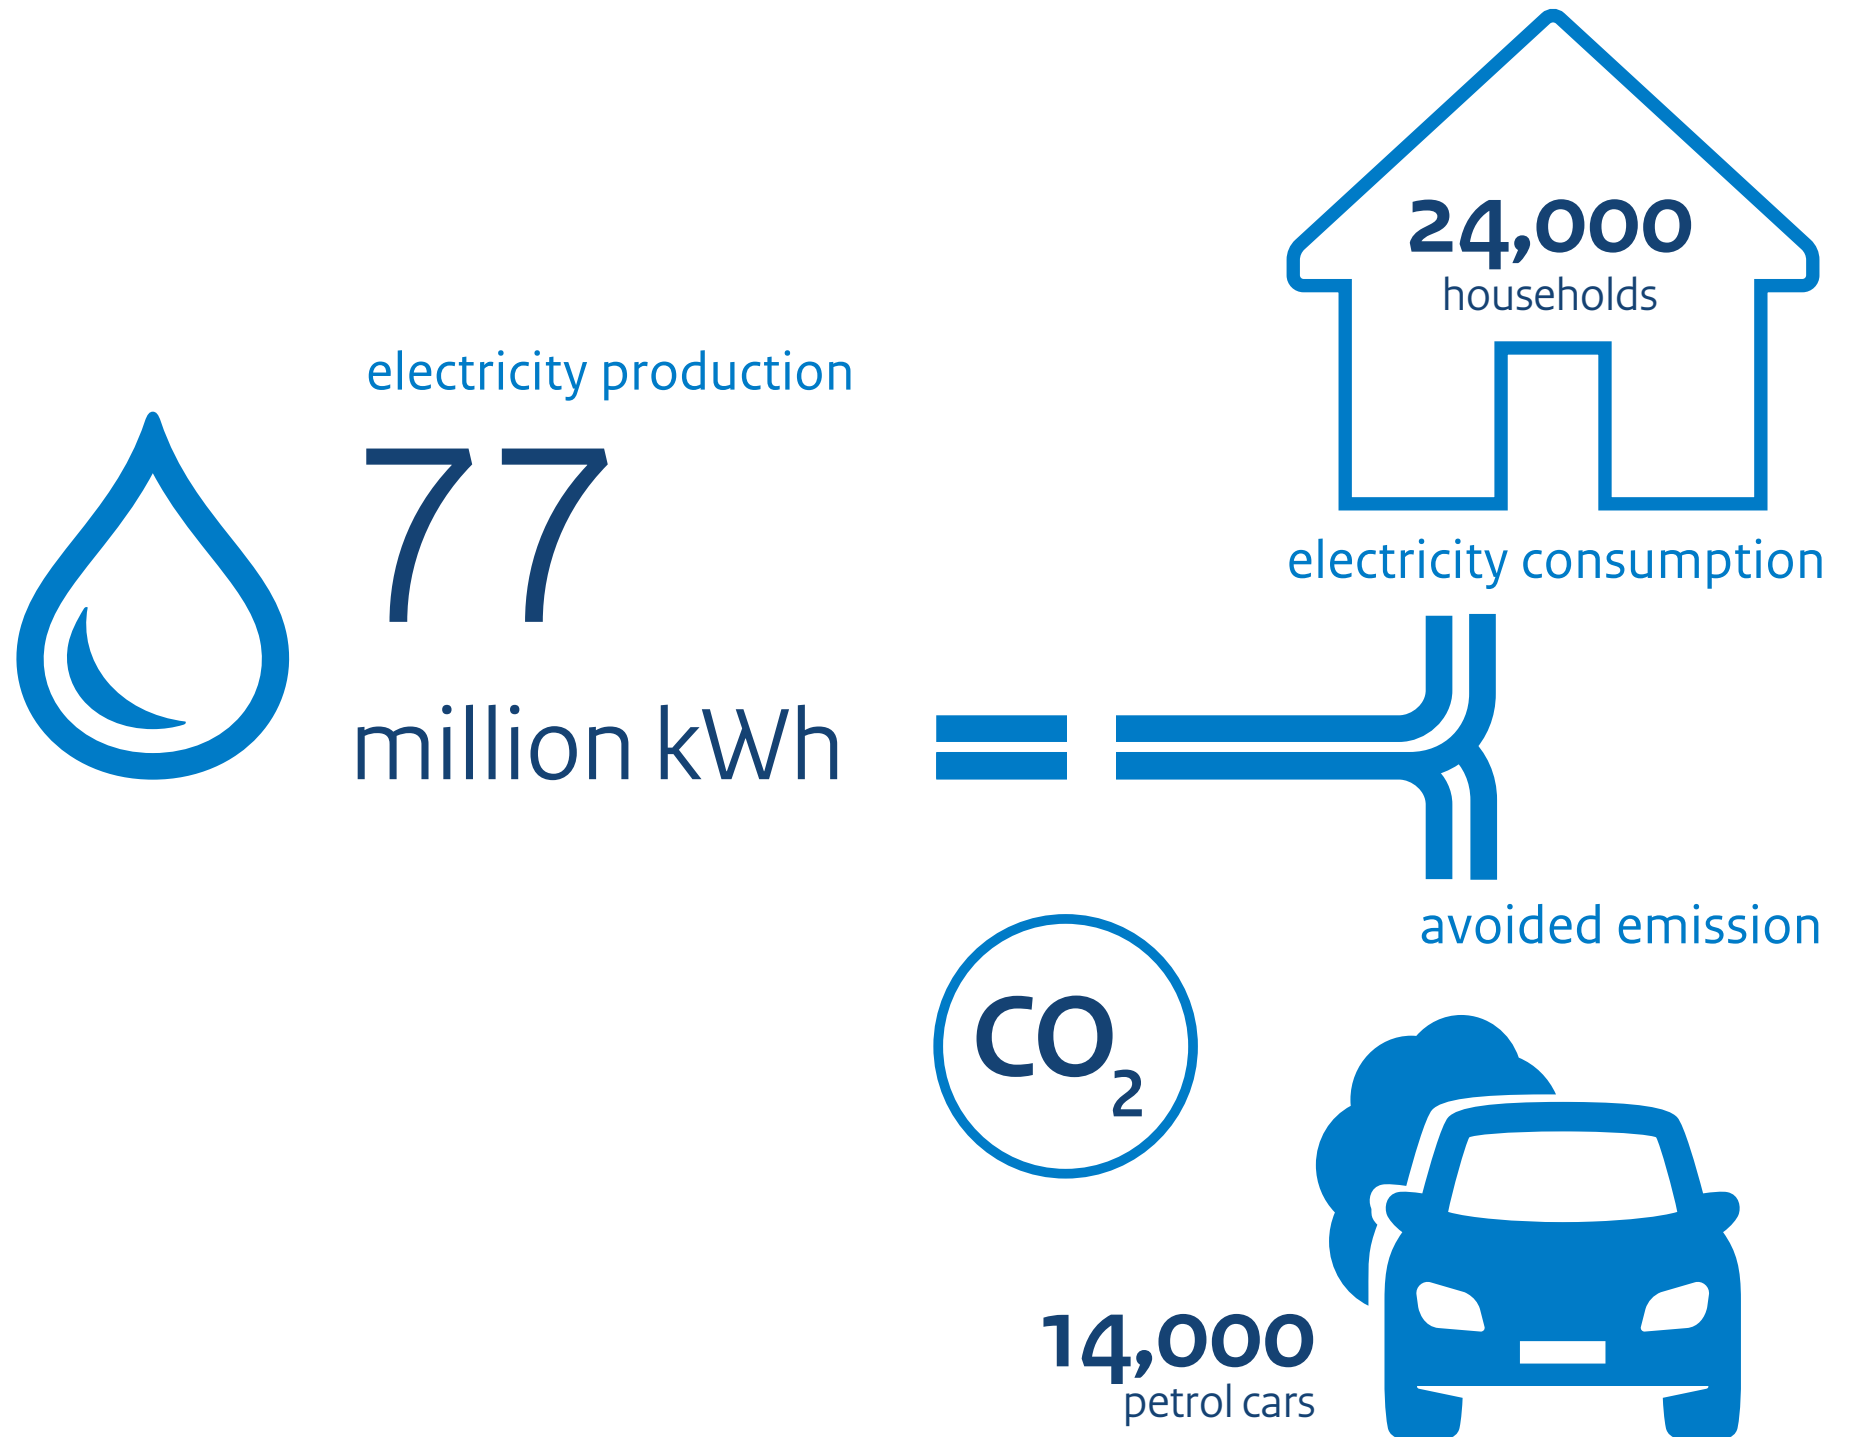 electricity production
77
million kWh
24,000
households
electricity consumption
avoided emission
CO₂
14,000
petrol cars